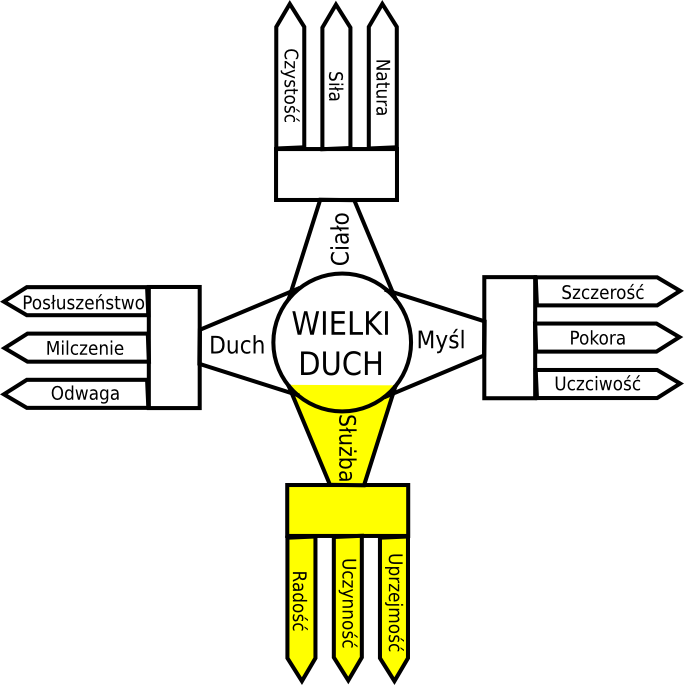 Czystość
Siła
Natura
Ciało
Posłuszeństwo
Milczenie
Odwaga
Duch
WIELKI
DUCH
Myśl
Szczerość
Pokora
Uczciwość
Służba
Radość
Uczynność
Uprzejmość